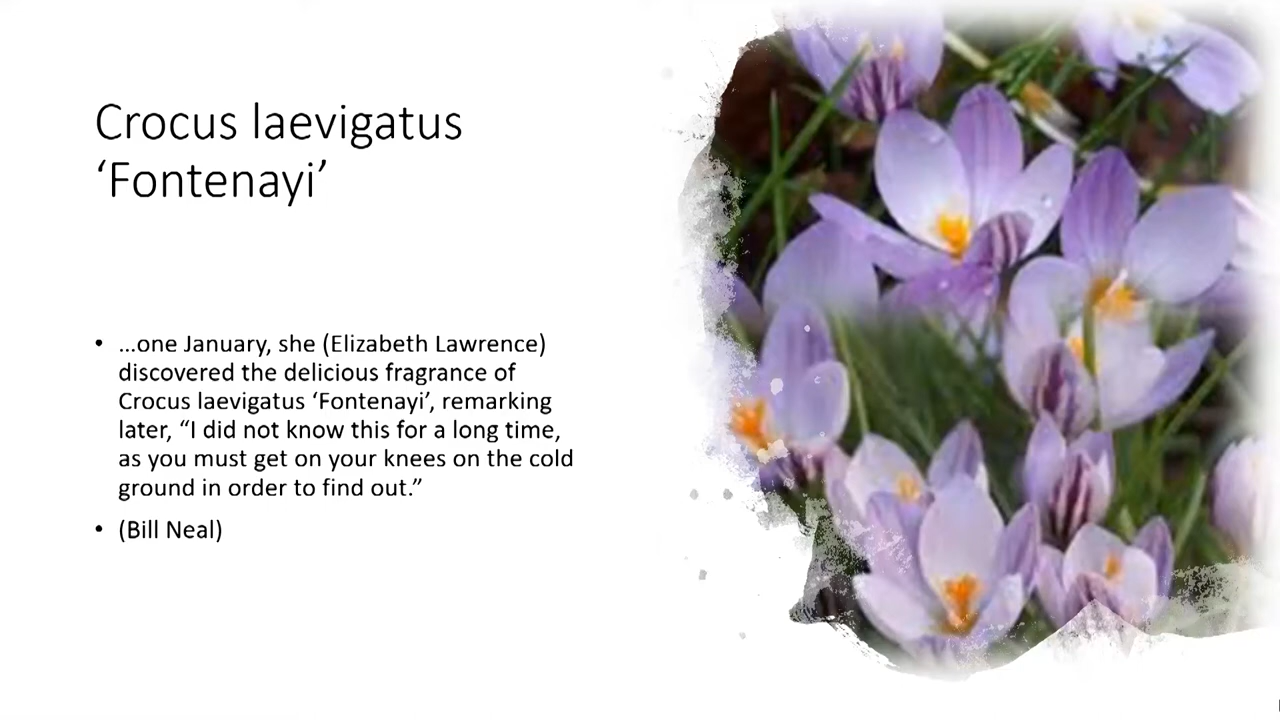 Crocus laevigatus
‘Fontenayi’
• …one January, she (Elizabeth Lawrence)
discovered the delicious fragrance of
Crocus laevigatus ‘Fontenayi’, remarking
later, “I did not know this for a long time,
as you must get on your knees on the cold
ground in order to find out.”
• (Bill Neal)